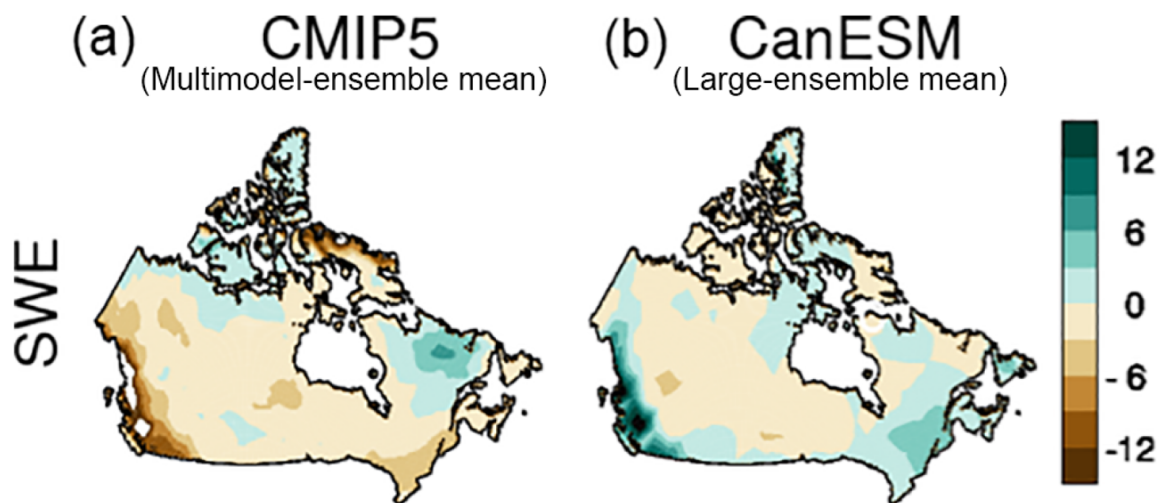 (a) CMIP5
(Multimodel-ensemble mean)
(b) CanESM
(Large-ensemble mean)
SWE
12
6
0
-6
-12